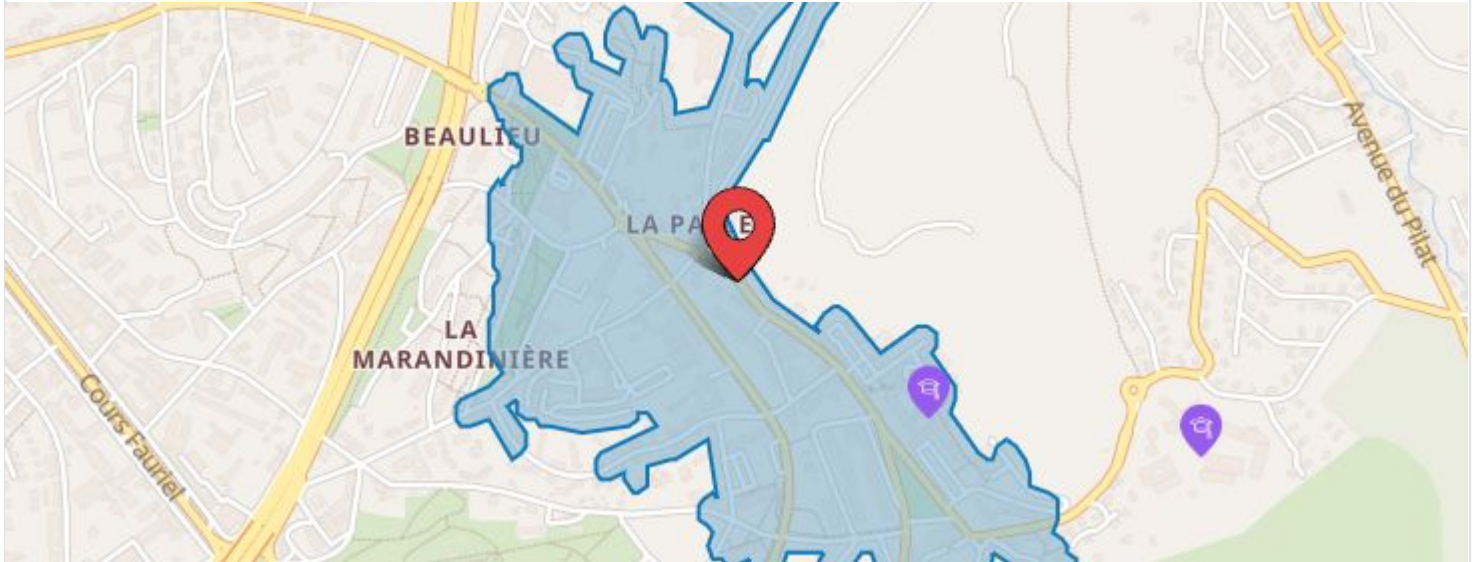 BEAULIEU
LA PA E
LA
MARANDINIÈRE
Cours Fauriel
Avenue du Pilat